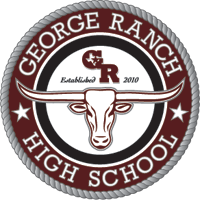 GEORGE RANCH
GR
Established 2010
HIGH SCHOOL